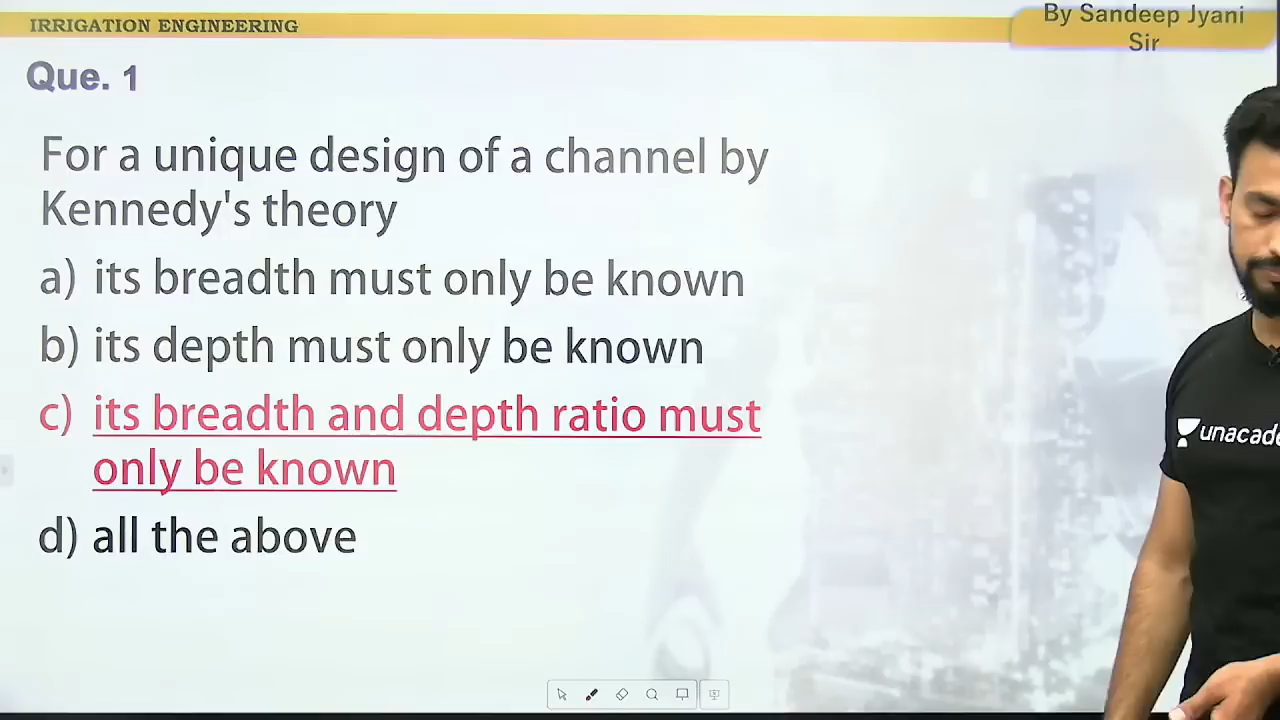 IRRIGATION ENGINEERING
By Sandeep Jyani
Sir
Que. 1
For a unique design of a channel by
Kennedy's theory
a) its breadth must only be known
b) its depth must only be known
c) its breadth and depth ratio must
only be known
d) all the above
unacade